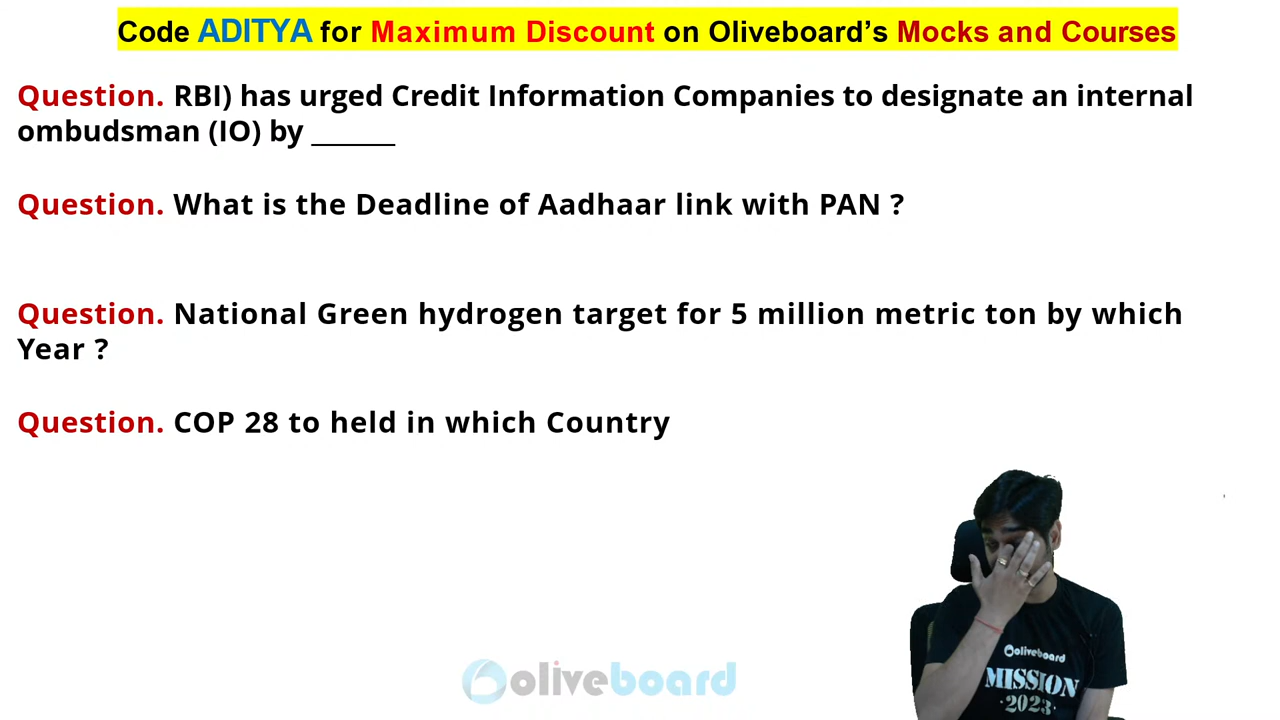 Code ADITYA for Maximum Discount on Oliveboard's Mocks and Courses
Question. RBI) has urged Credit Information Companies to designate an internal
ombudsman (IO) by _______
Question. What is the Deadline of Aadhaar link with PAN ?
Question. National Green hydrogen target for 5 million metric ton by which
Year ?
Question. COP 28 to held in which Country
oliveboard
MISSION
·2023·
oliveboard